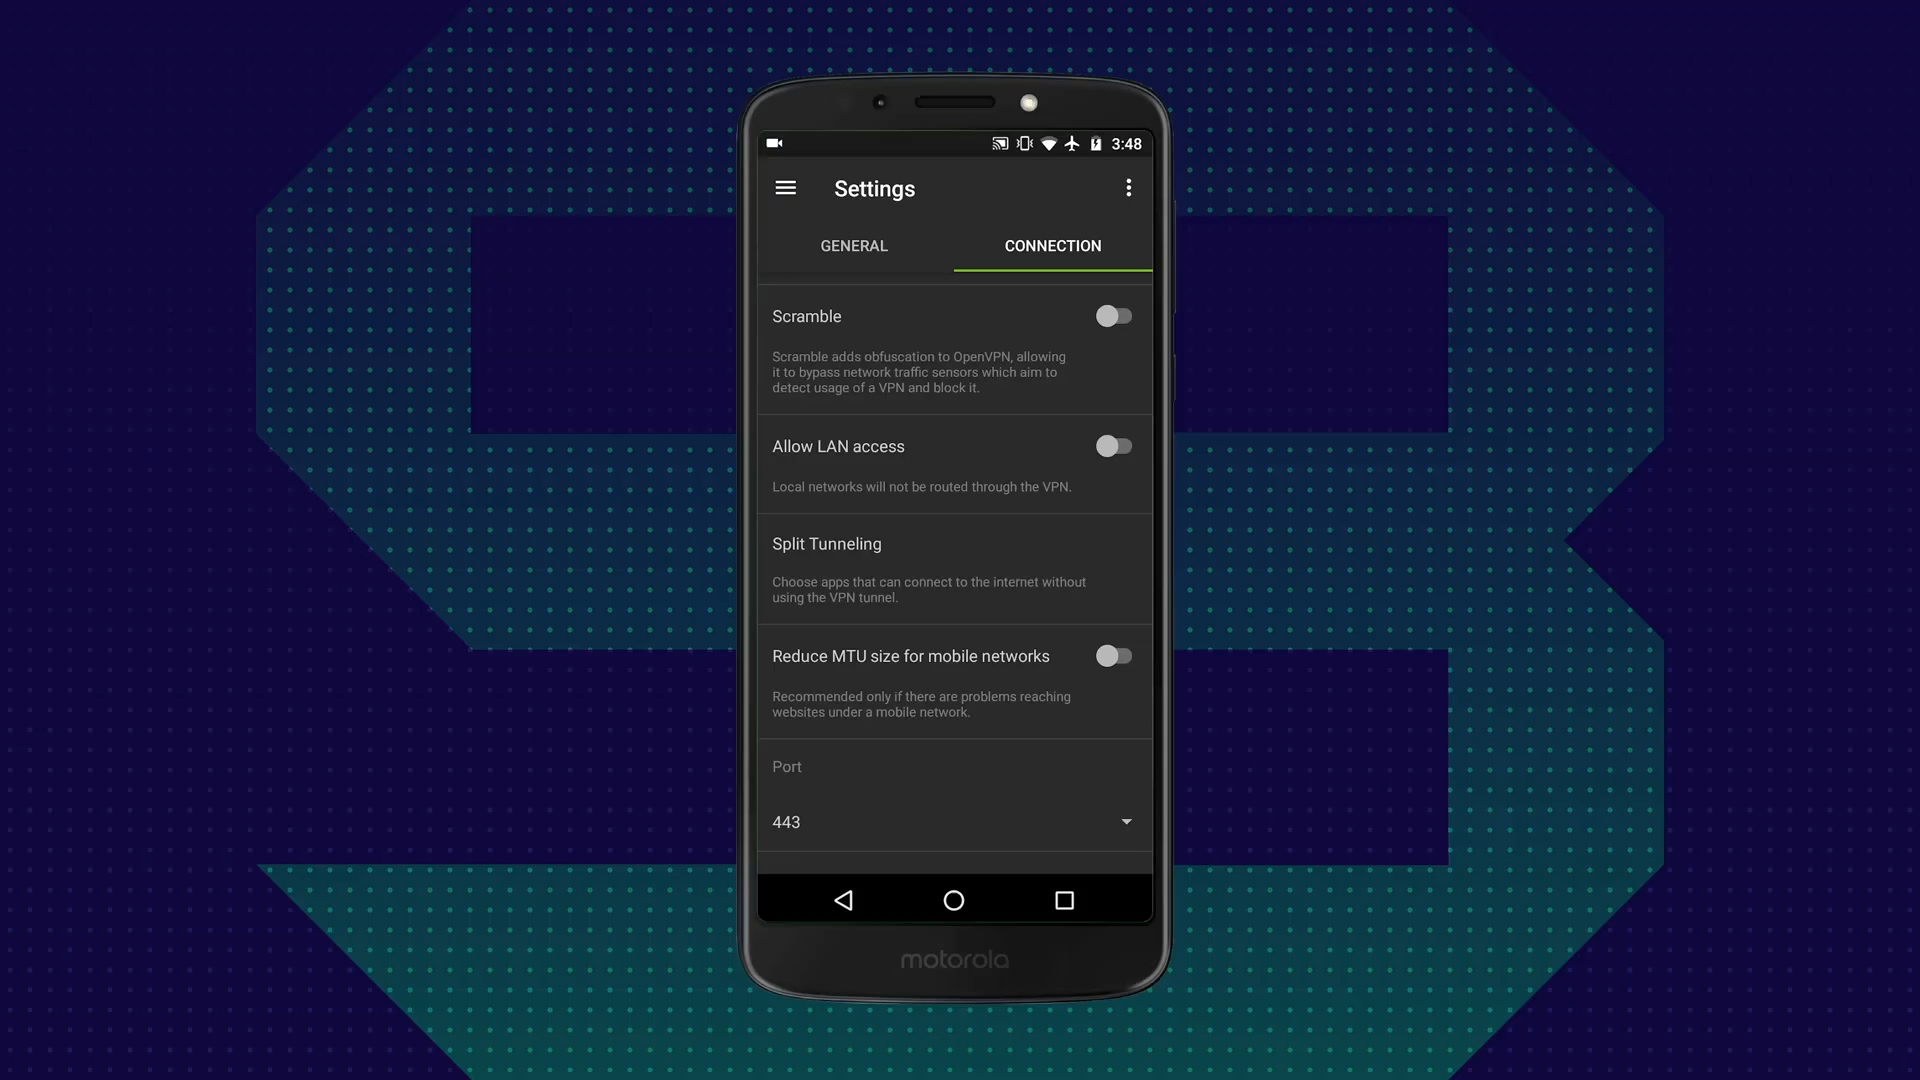 3:48
Settings
GENERAL
CONNECTION
Scramble
Scramble adds obfuscation to OpenVPN, allowing
it to bypass network traffic sensors which aim to
detect usage of a VPN and block it.
Allow LAN access
Local networks will not be routed through the VPN.
Split Tunneling
Choose apps that can connect to the internet without
using the VPN tunnel.
Reduce MTU size for mobile networks
Recommended only if there are problems reaching
websites under a mobile network.
Port
443
motorola